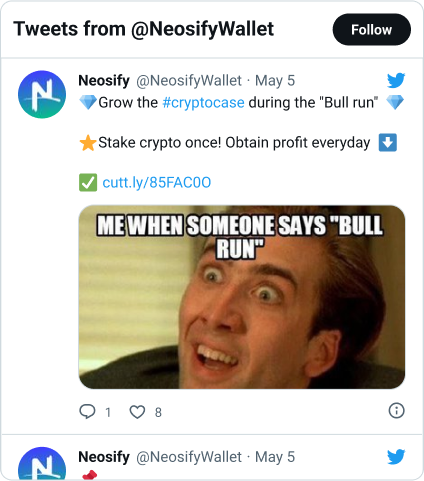 Tweets from @NeosifyWallet
Follow
Neosify @NeosifyWallet · May 5
💎Grow the #cryptocase during the "Bull run" 💎
⭐Stake crypto once! Obtain profit everyday ⬇️
✅ cutt.ly/85FAC0O
ME WHEN SOMEONE SAYS "BULL
RUN"
1 8
Neosify @NeosifyWallet · May 5